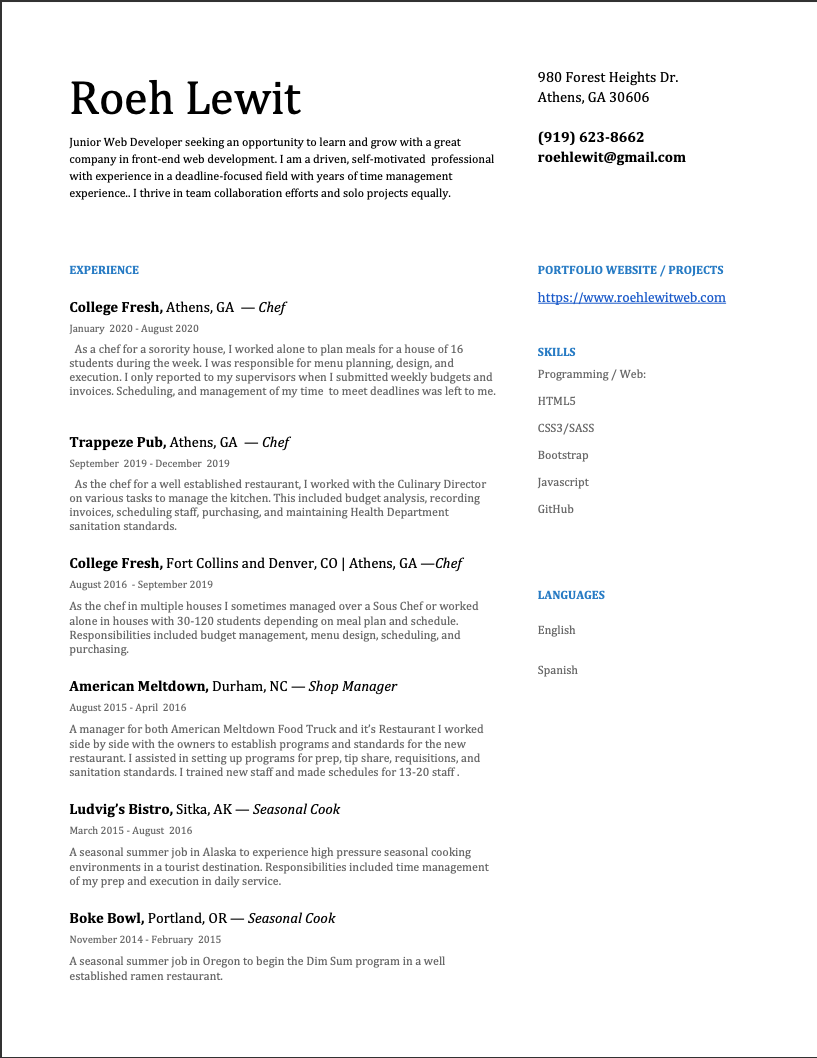 Roeh Lewit
Junior Web Developer seeking an opportunity to learn and grow with a great
company in front-end web development. I am a driven, self-motivated professional
with experience in a deadline-focused field with years of time management
experience.. I thrive in team collaboration efforts and solo projects equally.
980 Forest Heights Dr.
Athens, GA 30606
(919) 623-8662
roehlewit@gmail.com
EXPERIENCE
College Fresh, Athens, GA — Chef
January 2020 - August 2020
As a chef for a sorority house, I worked alone to plan meals for a house of 16
students during the week. I was responsible for menu planning, design, and
execution. I only reported to my supervisors when I submitted weekly budgets and
invoices. Scheduling, and management of my time to meet deadlines was left to me.
Trappeze Pub, Athens, GA — Chef
September 2019 - December 2019
As the chef for a well established restaurant, I worked with the Culinary Director
on various tasks to manage the kitchen. This included budget analysis, recording
invoices, scheduling staff, purchasing, and maintaining Health Department
sanitation standards.
College Fresh, Fort Collins and Denver, CO | Athens, GA —Chef
August 2016 - September 2019
As the chef in multiple houses I sometimes managed over a Sous Chef or worked
alone in houses with 30-120 students depending on meal plan and schedule.
Responsibilities included budget management, menu design, scheduling, and
purchasing.
American Meltdown, Durham, NC — Shop Manager
August 2015 - April 2016
A manager for both American Meltdown Food Truck and it's Restaurant I worked
side by side with the owners to establish programs and standards for the new
restaurant. I assisted in setting up programs for prep, tip share, requisitions, and
sanitation standards. I trained new staff and made schedules for 13-20 staff .
Ludvig's Bistro, Sitka, AK — Seasonal Cook
March 2015 - August 2016
A seasonal summer job in Alaska to experience high pressure seasonal cooking
environments in a tourist destination. Responsibilities included time management
of my prep and execution in daily service.
Boke Bowl, Portland, OR — Seasonal Cook
November 2014 - February 2015
A seasonal summer job in Oregon to begin the Dim Sum program in a well
established ramen restaurant.
PORTFOLIO WEBSITE / PROJECTS
https://www.roehlewitweb.com
SKILLS
Programming / Web:
HTML5
CSS3/SASS
Bootstrap
Javascript
GitHub
LANGUAGES
English
Spanish